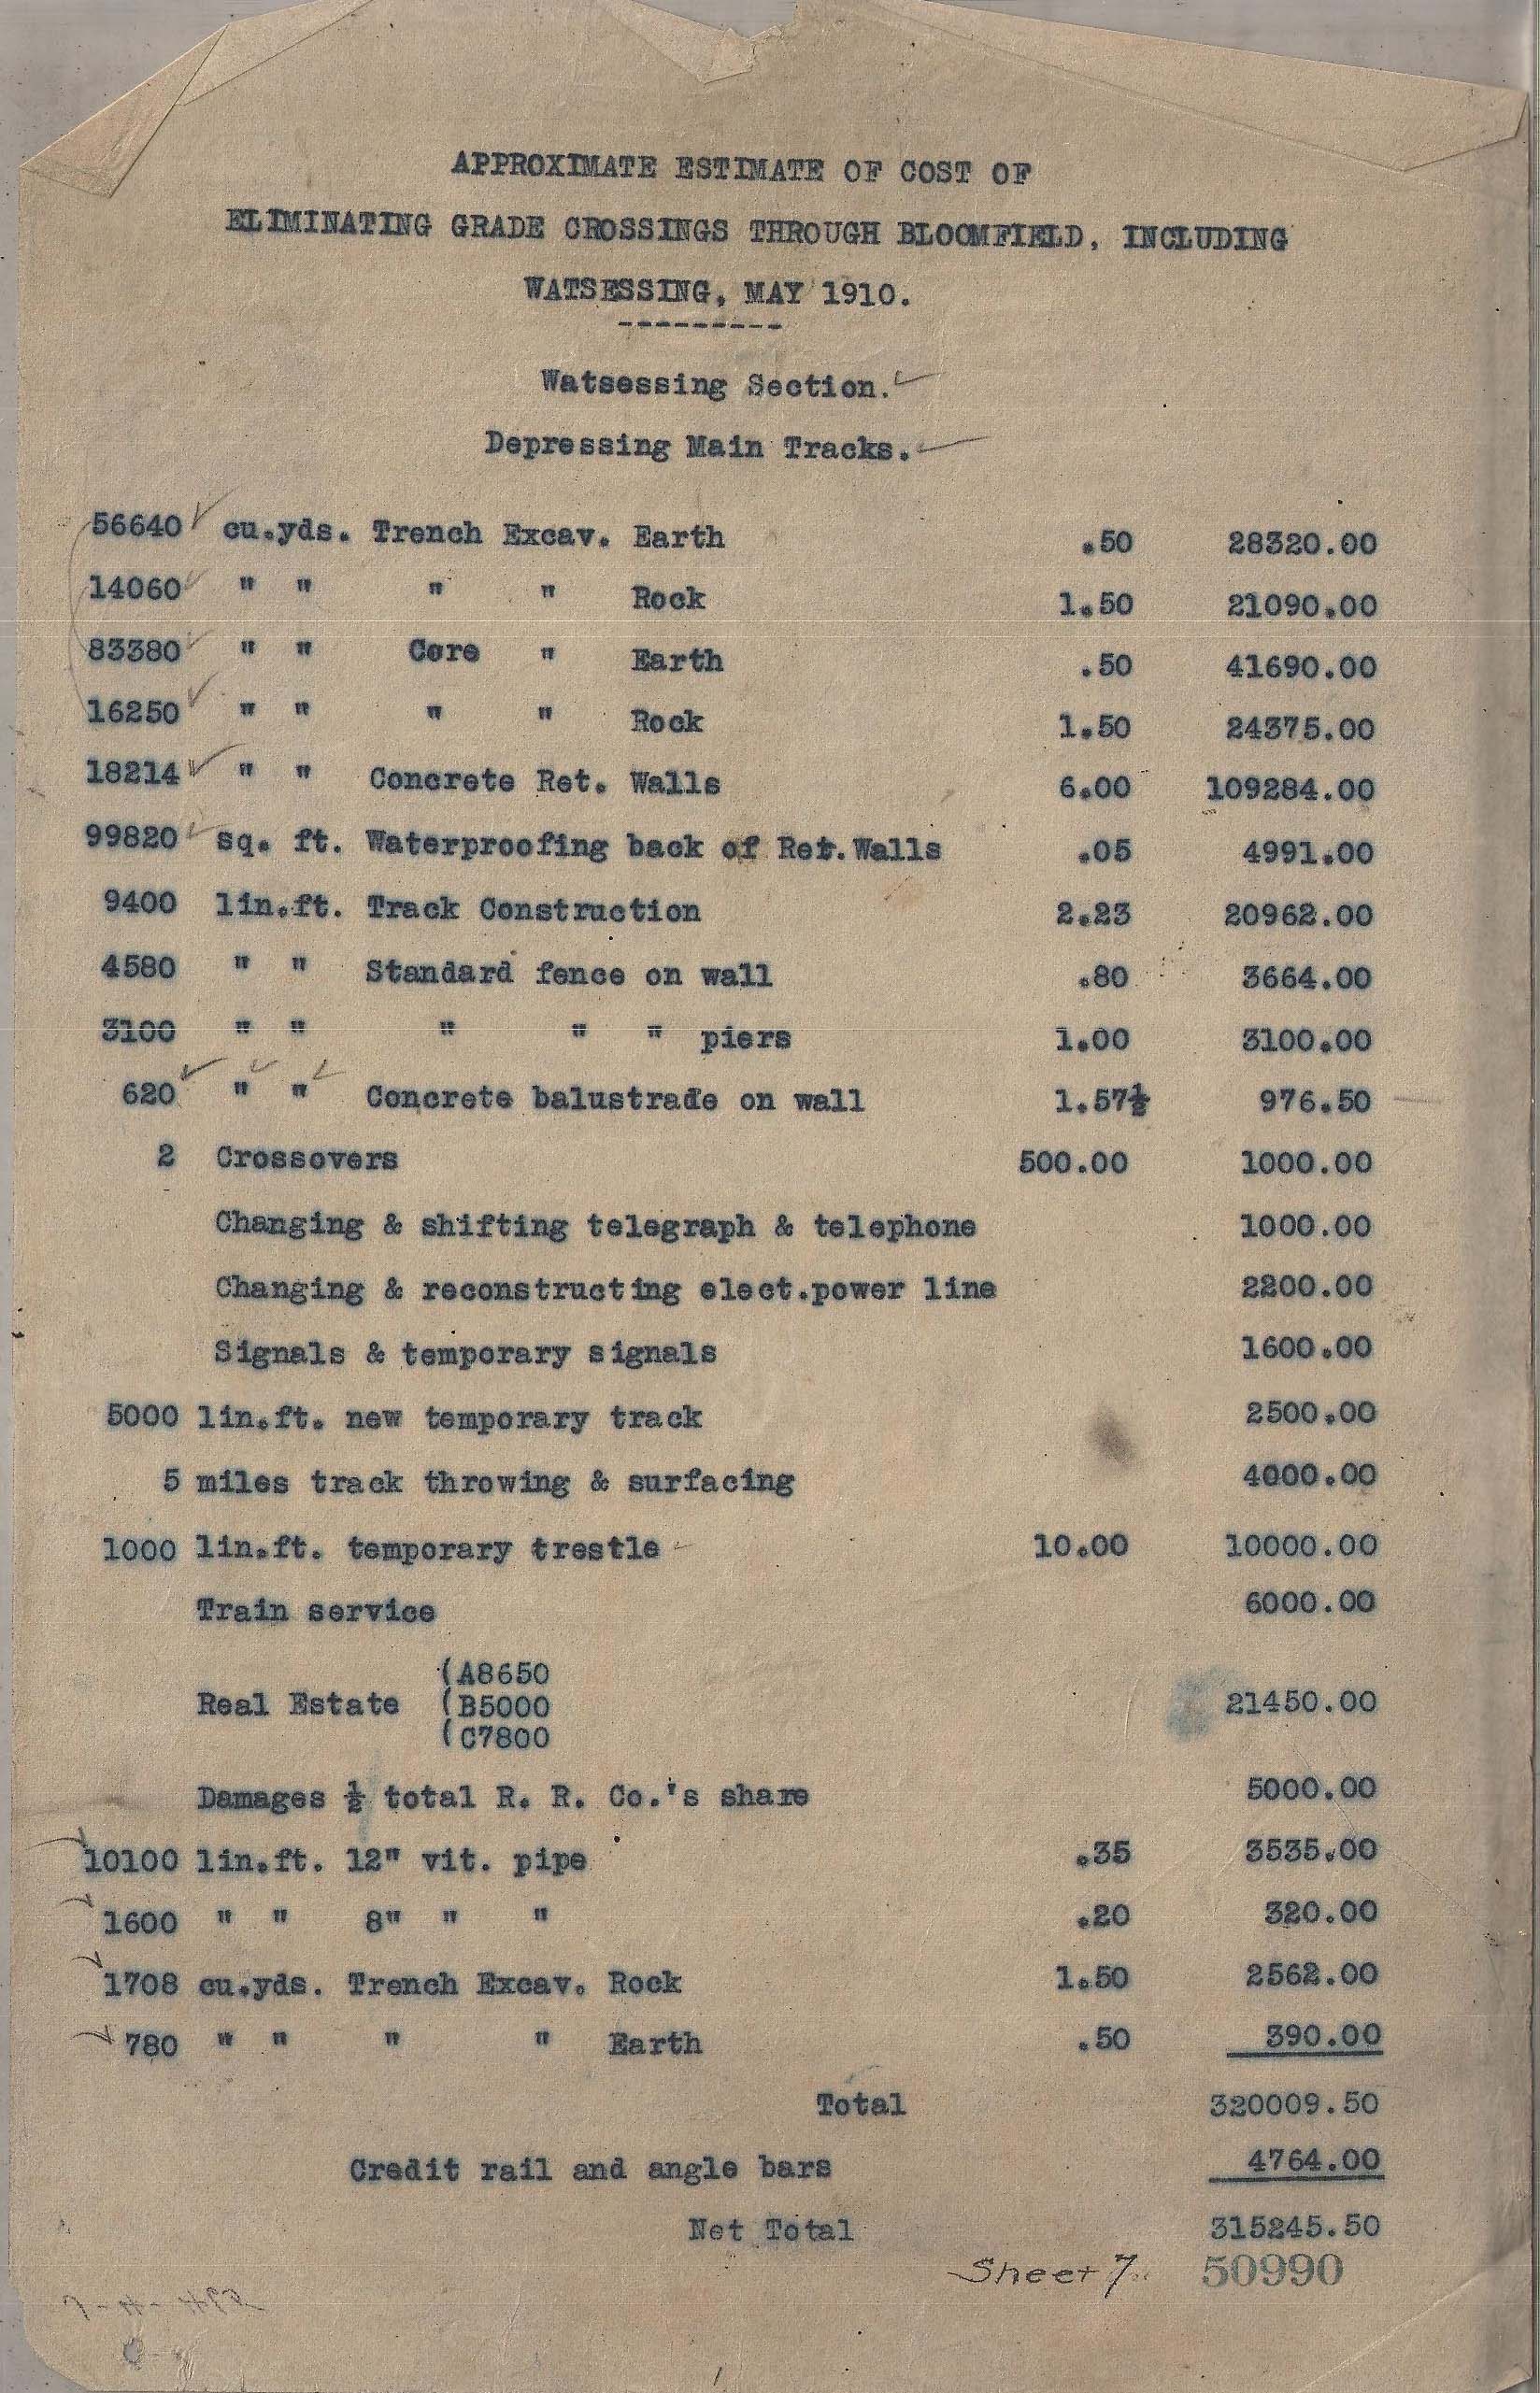 APPROXIMATE ESTIMATE OF COST OF
ELIMINATING GRADE CROSSINGS THROUGH BLOOMFIELD, INCLUDING
WATSESSING, MAY 1910.
---------
Watsessing Section.
Depressing Main Tracks.
56640 cu.yds. Trench Excav. Earth .50 28320.00
14060 " " " " Rock 1.50 21090.00
83380 " " Core " Earth .50 41690.00
16250 " " " " Rock 1.50 24375.00
18214 " " Concrete Ret. Walls 6.00 109284.00
99820 sq. ft. Waterproofing back of Ret.Walls .05 4991.00
9400 lin.ft. Track Construction 2.23 20962.00
4580 " " Standard fence on wall .80 3664.00
3100 " " " " " piers 1.00 3100.00
620 " " Concrete balustrade on wall 1.57½ 976.50
2 Crossovers 500.00 1000.00
Changing & shifting telegraph & telephone 1000.00
Changing & reconstructing elect.power line 2200.00
Signals & temporary signals 1600.00
5000 lin.ft. new temporary track 2500.00
5 miles track throwing & surfacing 4000.00
1000 lin.ft. temporary trestle 10.00 10000.00
Train service 6000.00
(A8650
Real Estate (B5000 21450.00
(C7800
Damages ½ total R. R. Co.'s share 5000.00
10100 lin.ft. 12" vit. pipe .35 3535.00
1600 " " 8" " " .20 320.00
1708 cu.yds. Trench Excav. Rock 1.50 2562.00
780 " " " " Earth .50 390.00
Total 320009.50
Credit rail and angle bars 4764.00
Net Total 315245.50
Sheet 7. 50990